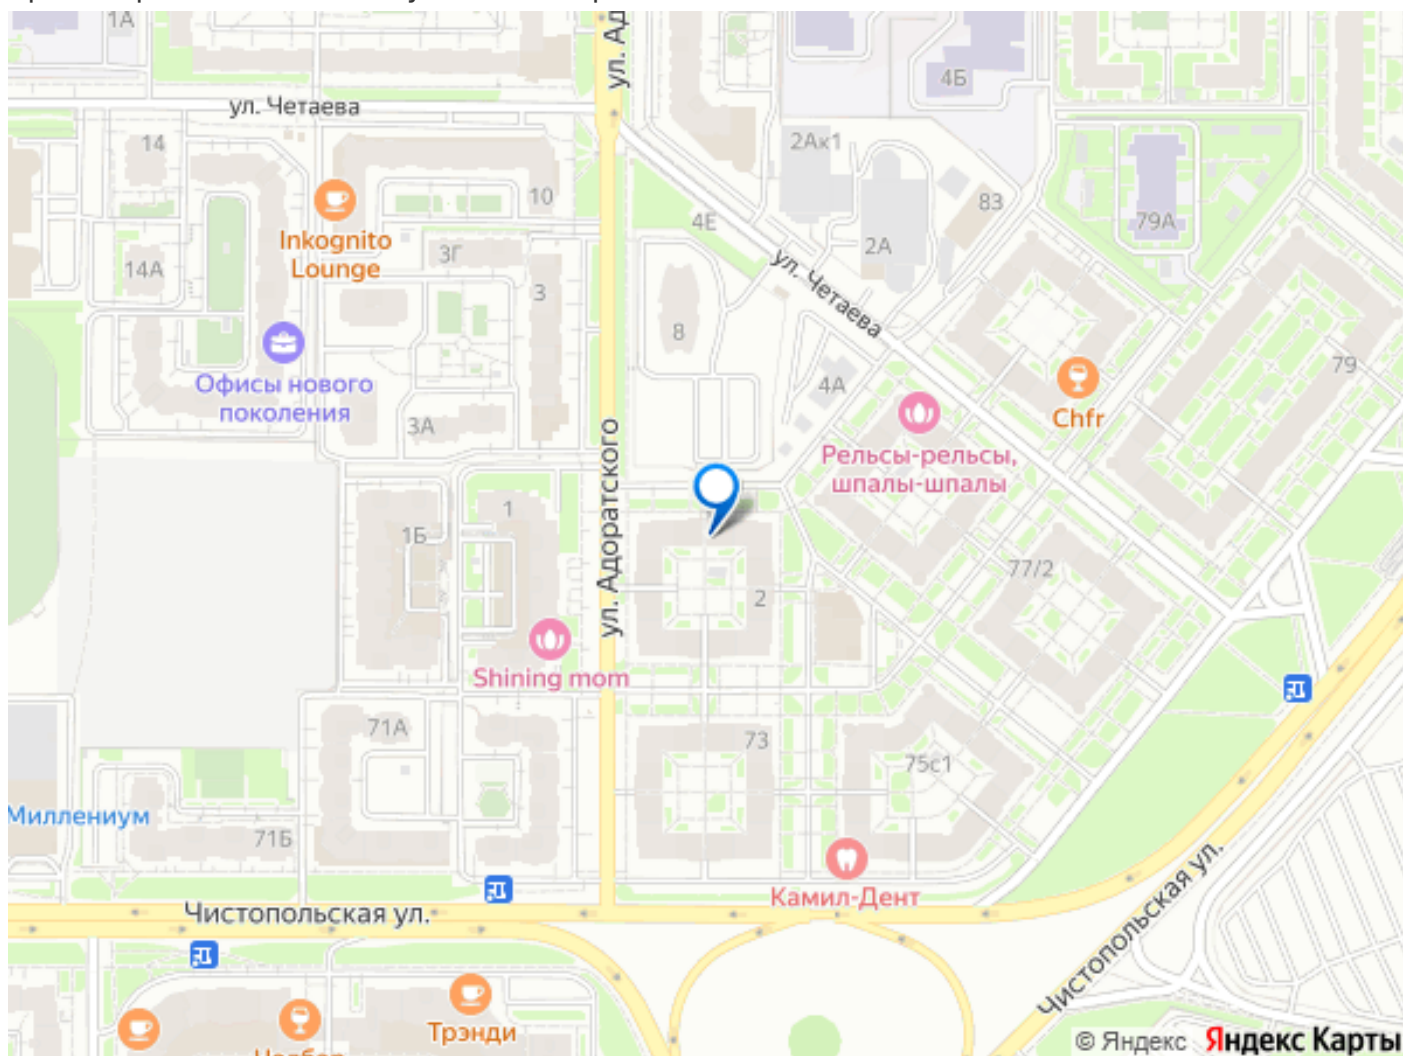 1А
ул. Ад
4Б
ул. Четаева
14
2Ак1
10
83
4Е
79А
Inkognito
Lounge
3Г
2А
14А
ул. Четаева
3
8
79
Офисы нового
поколения
4А
Chfr
3А
Рельсы-рельсы,
шпалы-шпалы
ул. Адоратского
1
1Б
77/2
2
Shining mom
71А
73
75с1
Миллениум
71Б
Камил-Дент
Чистопольская ул.
Чистопольская ул.
Трэнди
© Яндекс Яндекс Карты